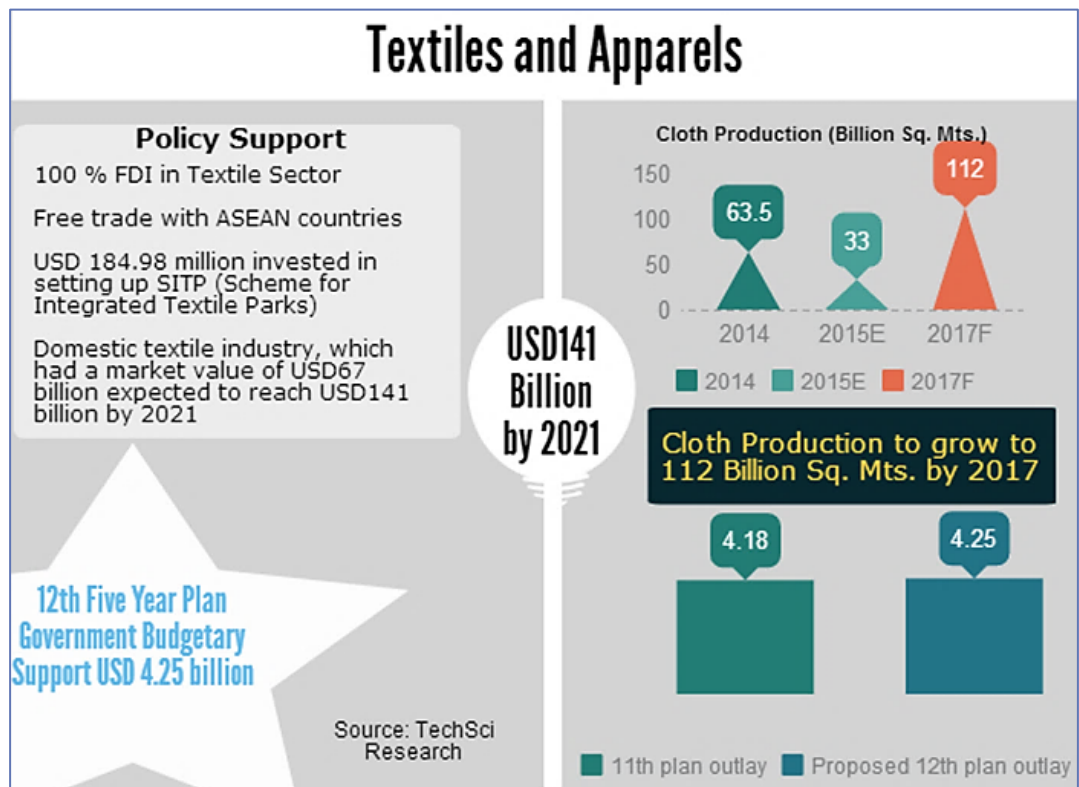 Textiles and Apparels
Policy Support
100 % FDI in Textile Sector
Free trade with ASEAN countries
USD 184.98 million invested in
setting up SITP (Scheme for
Integrated Textile Parks)
Domestic textile industry, which
had a market value of USD67
billion expected to reach USD141
billion by 2021
12th Five Year Plan
Government Budgetary
Support USD 4.25 billion
Source: TechSci
Research
USD141
Billion
by 2021
Cloth Production (Billion Sq. Mts.)
150
100
50
0
63.5
33
112
2014
2015E
2017F
2014 2015E 2017F
Cloth Production to grow to
112 Billion Sq. Mts. by 2017
4.18
4.25
11th plan outlay Proposed 12th plan outlay